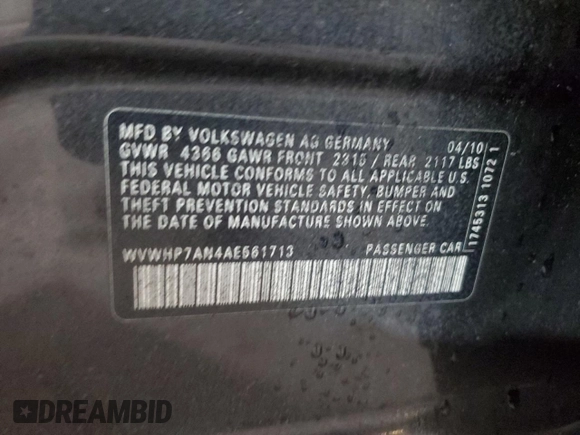 MFD BY VOLKSWAGEN AG GERMANY 04/10
GVWR 4366 GAWR FRONT 2315 / REAR 2117 LBS
THIS VEHICLE CONFORMS TO ALL APPLICABLE U.S.
FEDERAL MOTOR VEHICLE SAFETY, BUMPER AND
THEFT PREVENTION STANDARDS IN EFFECT ON
THE DATE OF MANUFACTURE SHOWN ABOVE.
WVWHP7AN4AE561713 PASSENGER CAR
1745313 1072 1
DREAMBID